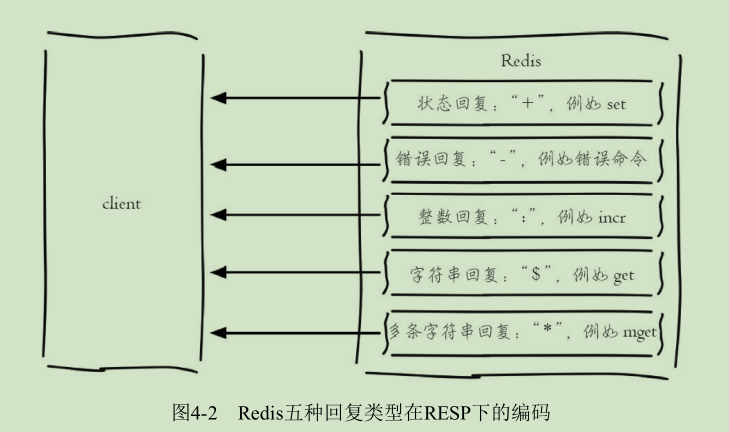 Redis
状态回复：“+”，例如 set
错误回复：“-”，例如错误命令
client
整数回复：“:”，例如 incr
字符串回复：“$”，例如 get
多条字符串回复：“*”，例如 mget
图4-2 Redis五种回复类型在RESP下的编码